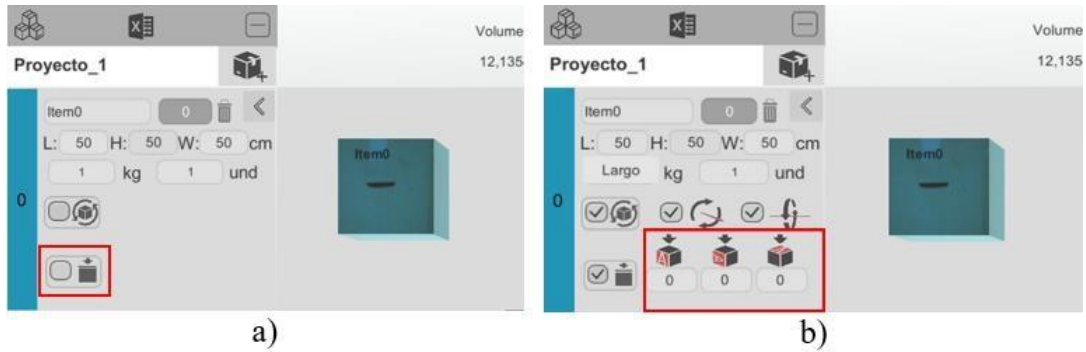 Volume
Proyecto_1
12,135
Item0
0
L: 50 H: 50 W: 50 cm
1 kg 1 und
0
Item0
a)
Volume
Proyecto_1
12,135
Item0
0
L: 50 H: 50 W: 50 cm
Largo kg 1 und
0
Item0
0 0 0
b)